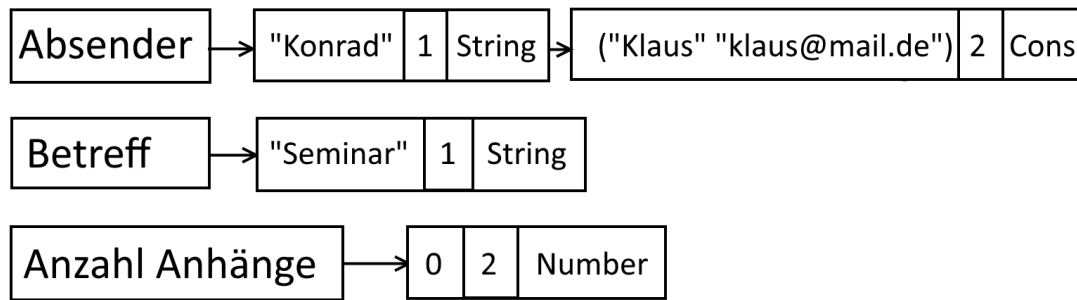 Absender "Konrad" 1 String ("Klaus" "klaus@mail.de") 2 Cons
Betreff "Seminar" 1 String
Anzahl Anhänge 0 2 Number